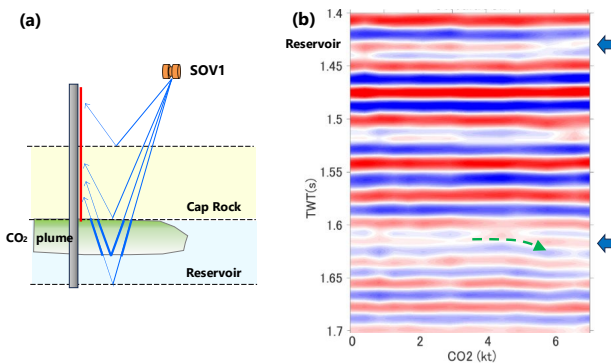 (a)
SOV1
Cap Rock
CO₂ plume
Reservoir
(b)
Reservoir
1.4
1.45
1.5
1.55
1.6
1.65
1.7
TWT(s)
0 2 4 6
CO2 (kt)